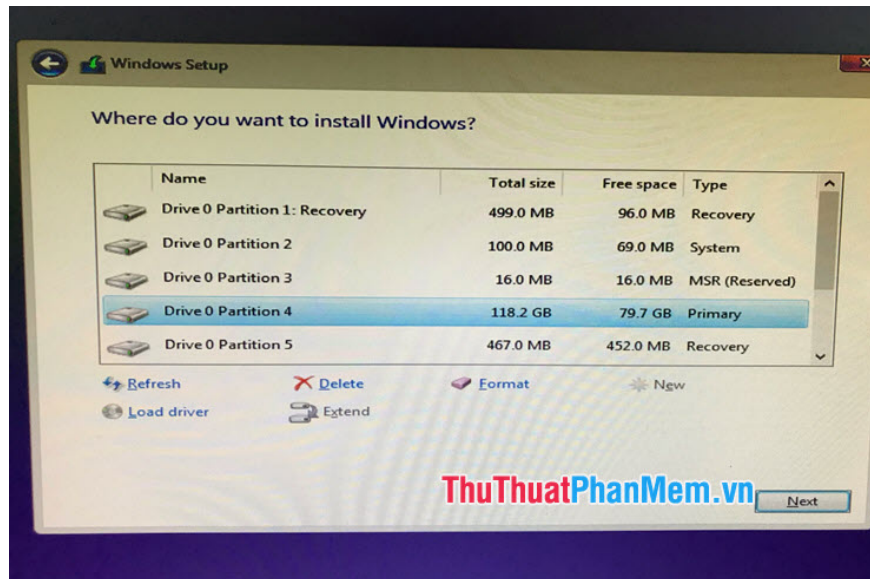 Windows Setup
Where do you want to install Windows?
Name Total size Free space Type
Drive 0 Partition 1: Recovery 499.0 MB 96.0 MB Recovery
Drive 0 Partition 2 100.0 MB 69.0 MB System
Drive 0 Partition 3 16.0 MB 16.0 MB MSR (Reserved)
Drive 0 Partition 4 118.2 GB 79.7 GB Primary
Drive 0 Partition 5 467.0 MB 452.0 MB Recovery
Refresh Delete Format New
Load driver Extend
ThuThuatPhanMem.vn
Next